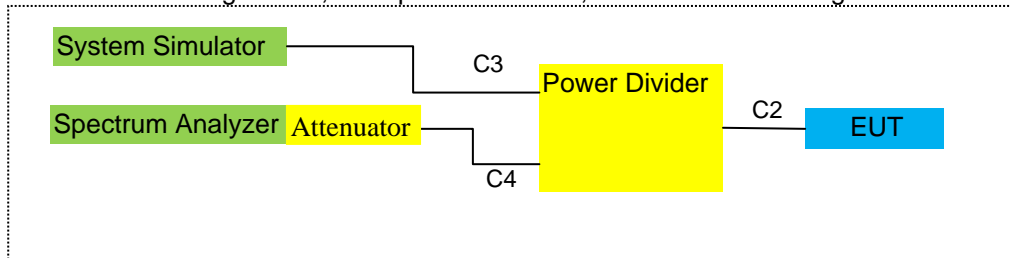 System Simulator
C3
Power Divider
C2
Spectrum Analyzer
Attenuator
EUT
C4